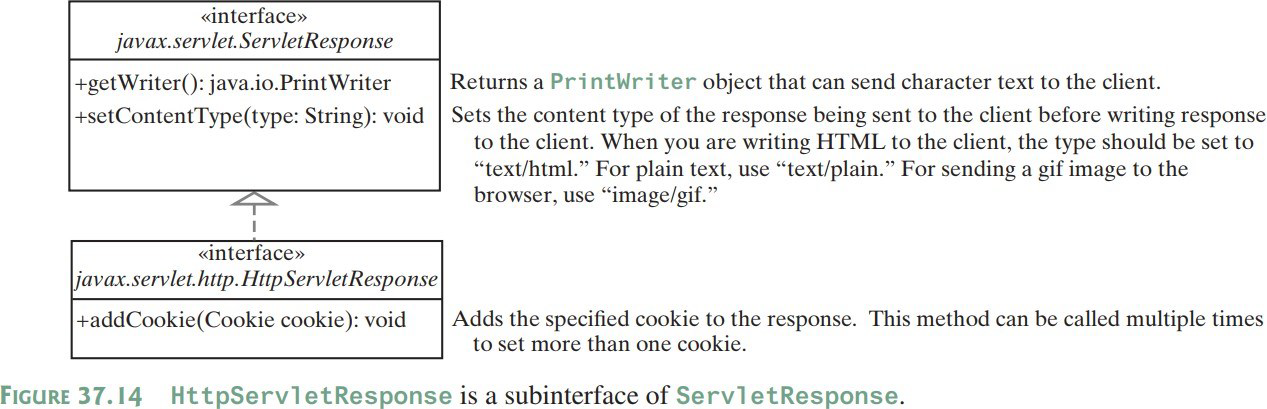 «interface»
javax.servlet.ServletResponse
+getWriter(): java.io.PrintWriter
Returns a PrintWriter object that can send character text to the client.
+setContentType(type: String): void
Sets the content type of the response being sent to the client before writing response
to the client. When you are writing HTML to the client, the type should be set to
“text/html.” For plain text, use “text/plain.” For sending a gif image to the
browser, use “image/gif.”
«interface»
javax.servlet.http.HttpServletResponse
+addCookie(Cookie cookie): void
Adds the specified cookie to the response. This method can be called multiple times
to set more than one cookie.
FIGURE 37.14 HttpServletResponse is a subinterface of ServletResponse.